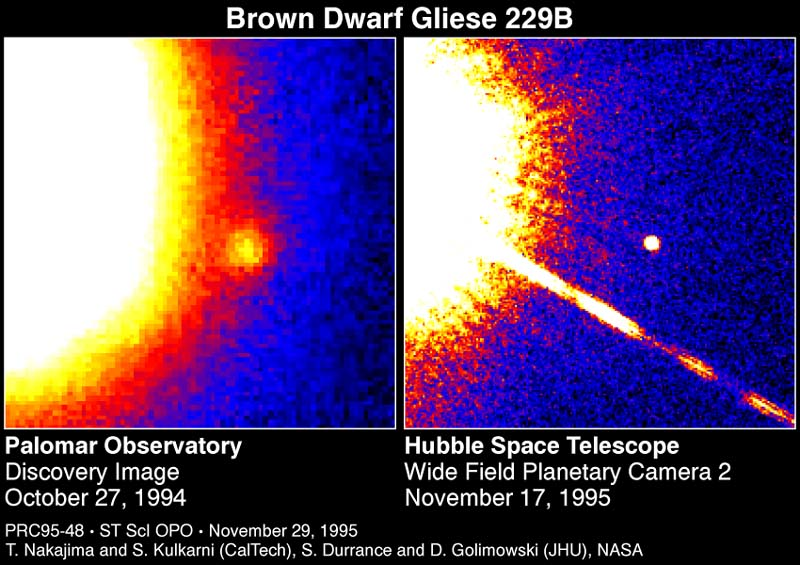 Brown Dwarf Gliese 229B
Palomar Observatory
Discovery Image
October 27, 1994
Hubble Space Telescope
Wide Field Planetary Camera 2
November 17, 1995
PRC95-48 · ST ScI OPO · November 29, 1995
T. Nakajima and S. Kulkarni (CalTech), S. Durrance and D. Golimowski (JHU), NASA